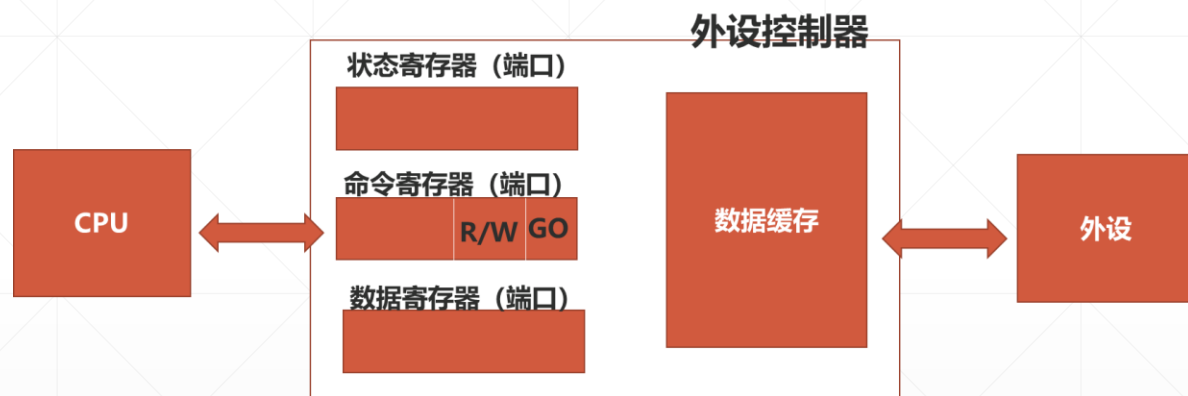 外设控制器
状态寄存器（端口）
命令寄存器（端口）
R/W
GO
数据寄存器（端口）
CPU
数据缓存
外设